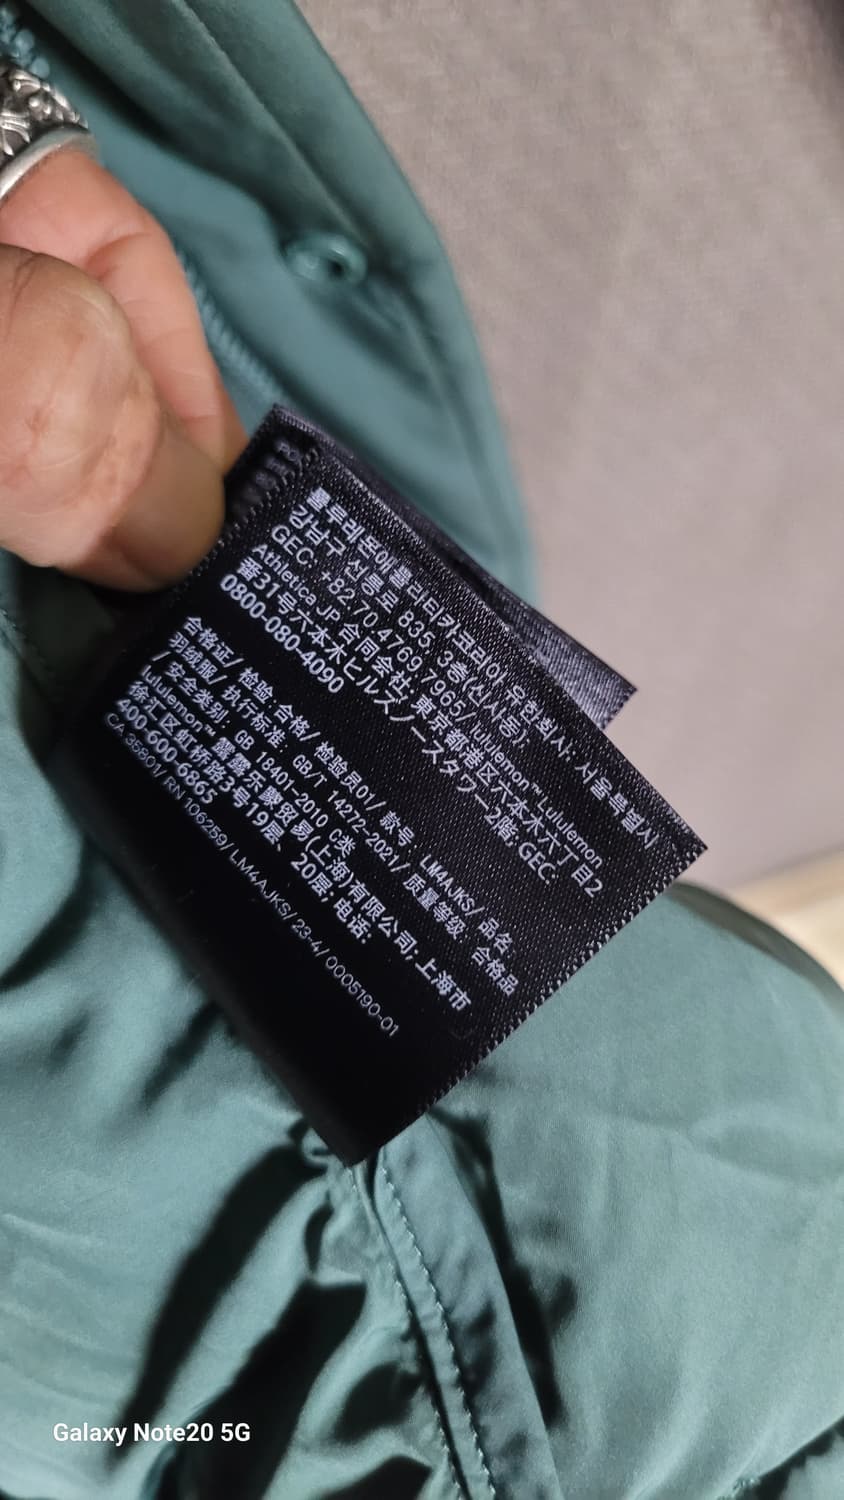 룰루레몬애틀라티카코리아 유한회사: 서울특별시
강남구 선릉로 835, 3층(신사동);
GEC: +82.70.4769.7965/ lululemon™ Lululemon
Athletica JP 合同会社; 東京都港区六本木六丁目2
番31号六本木ヒルズノースタワー2階; GEC:
0800-080-4090
合格证/ 检验: 合格/ 检验员01/ 款号: LM4AJKS/ 品名:
羽绒服/ 执行标准: GB/T 14272-2021/ 质量等级: 合格品
/ 安全类别: GB 18401-2010 C类
lululemon: 露露乐蒙贸易(上海)有限公司; 上海市
徐汇区虹桥路3号19层、20层; 电话:
400-600-6865
CA 35801/ RN 106259/ LM4AJKS/ 23-4/ 0005190-01
Galaxy Note20 5G